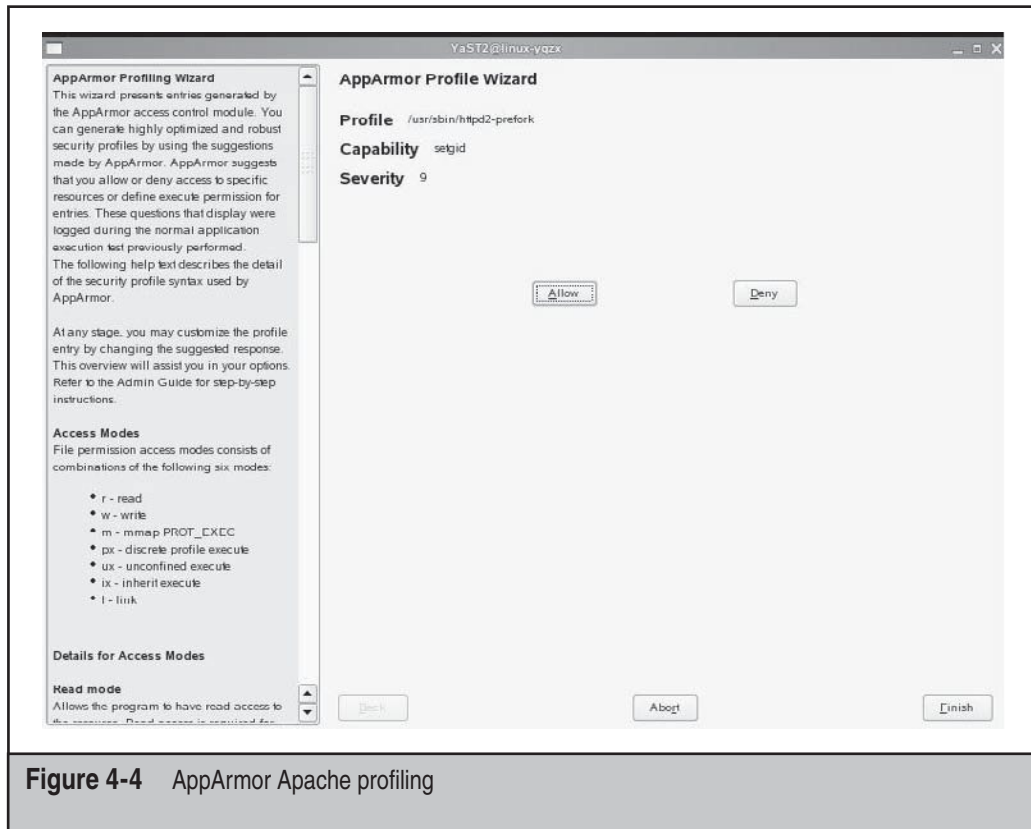 YaST2@linux-yqzx
AppArmor Profiling Wizard
This wizard presents entries generated by
the AppArmor access control module. You
can generate highly optimized and robust
security profiles by using the suggestions
made by AppArmor. AppArmor suggests
that you allow or deny access to specific
resources or define execute permission for
entries. These questions that display were
logged during the normal application
execution test previously performed.
The following help text describes the detail
of the security profile syntax used by
AppArmor.
At any stage, you may customize the profile
entry by changing the suggested response.
This overview will assist you in your options.
Refer to the Admin Guide for step-by-step
instructions.
Access Modes
File permission access modes consists of
combinations of the following six modes:
• r - read
• w - write
• m - mmap PROT_EXEC
• px - discrete profile execute
• ux - unconfined execute
• ix - inherit execute
• l - link
Details for Access Modes
Read mode
Allows the program to have read access to
the resource. Read access is required for
AppArmor Profile Wizard
Profile /usr/sbin/httpd2-prefork
Capability setgid
Severity 9
Allow
Deny
Back
Abort
Finish
Figure 4-4 AppArmor Apache profiling